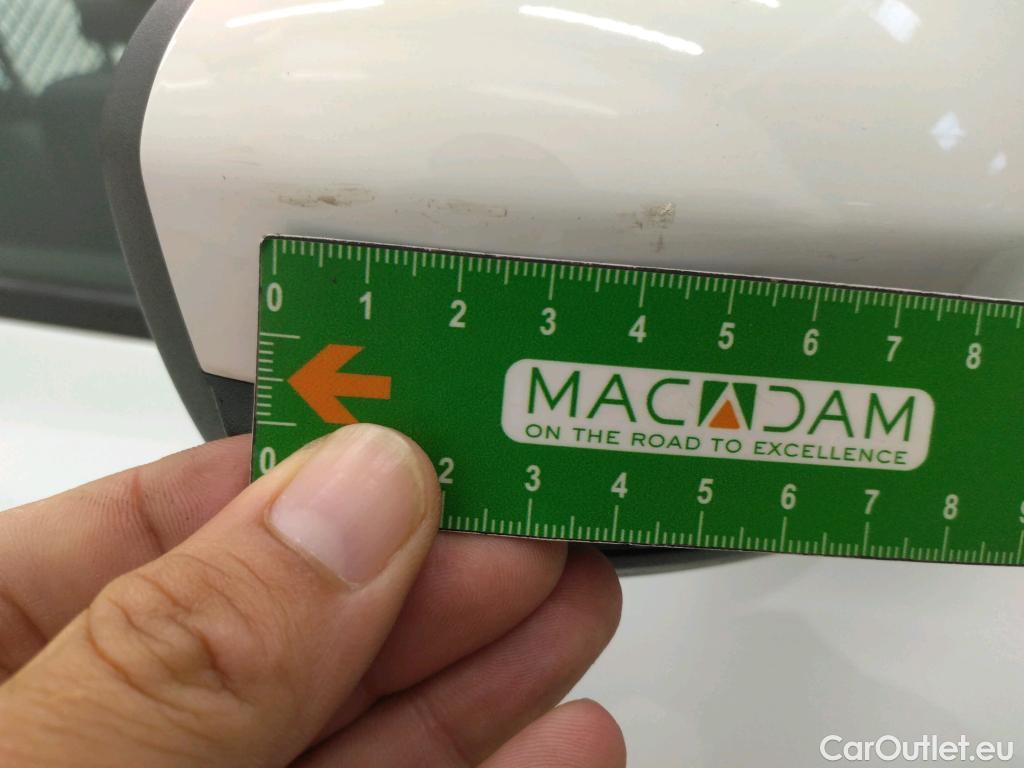 0 1 2 3 4 5 6 7 8
MACADAM
ON THE ROAD TO EXCELLENCE
0 2 3 4 5 6 7 8
CarOutlet.eu